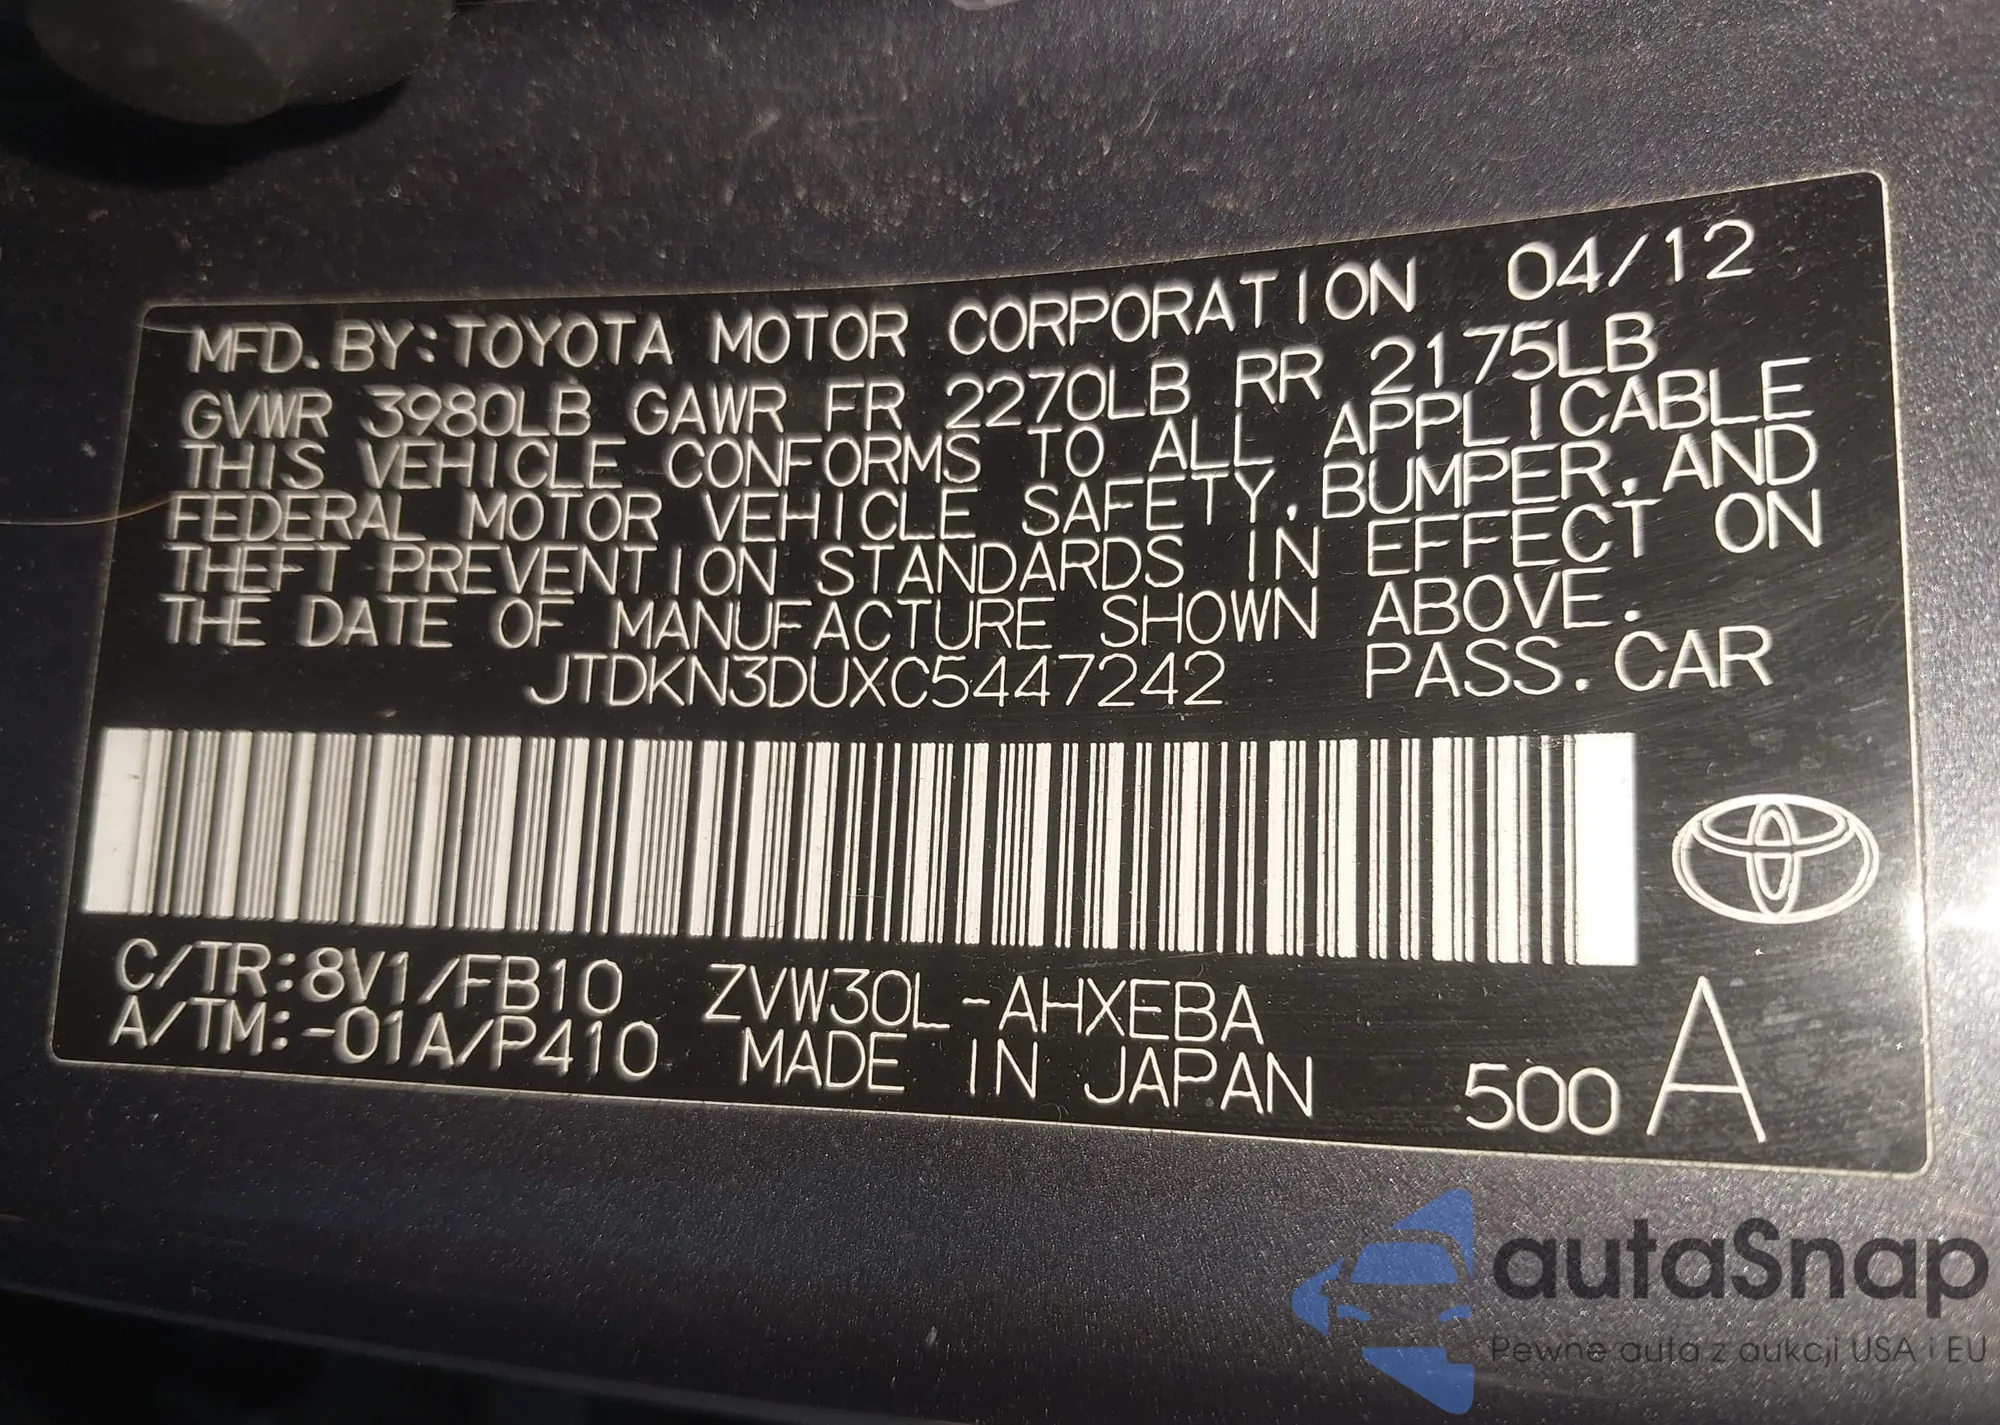 MFD.BY:TOYOTA MOTOR CORPORATION 04/12
GVWR 3980LB GAWR FR 2270LB RR 2175LB
THIS VEHICLE CONFORMS TO ALL APPLICABLE
FEDERAL MOTOR VEHICLE SAFETY, BUMPER, AND
THEFT PREVENTION STANDARDS IN EFFECT ON
THE DATE OF MANUFACTURE SHOWN ABOVE.
JTDKN3DUXC5447242 PASS.CAR
C/TR:8V1/FB10 ZVW30L-AHXEBA
A/TM:-01A/P410 MADE IN JAPAN 500 A
autaSnap
Pewne auta z aukcji USA i EU